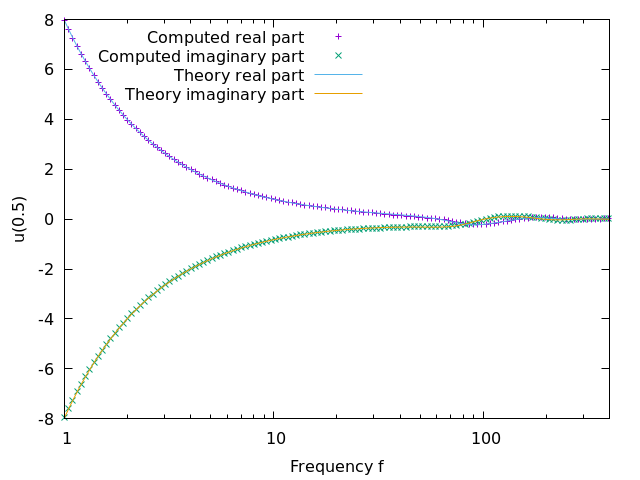 Computed real part
Computed imaginary part
Theory real part
Theory imaginary part
8
6
4
2
0
-2
-4
-6
-8
u(0.5)
1 10 100
Frequency f